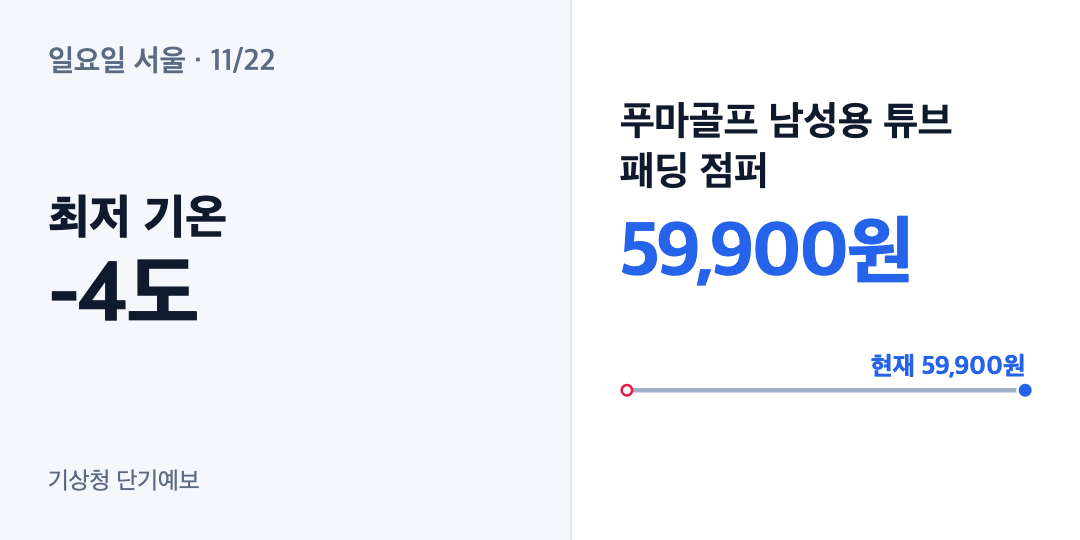 일요일 서울 · 11/22
최저 기온
-4도
기상청 단기예보
푸마골프 남성용 튜브
패딩 점퍼
59,900원
현재 59,900원